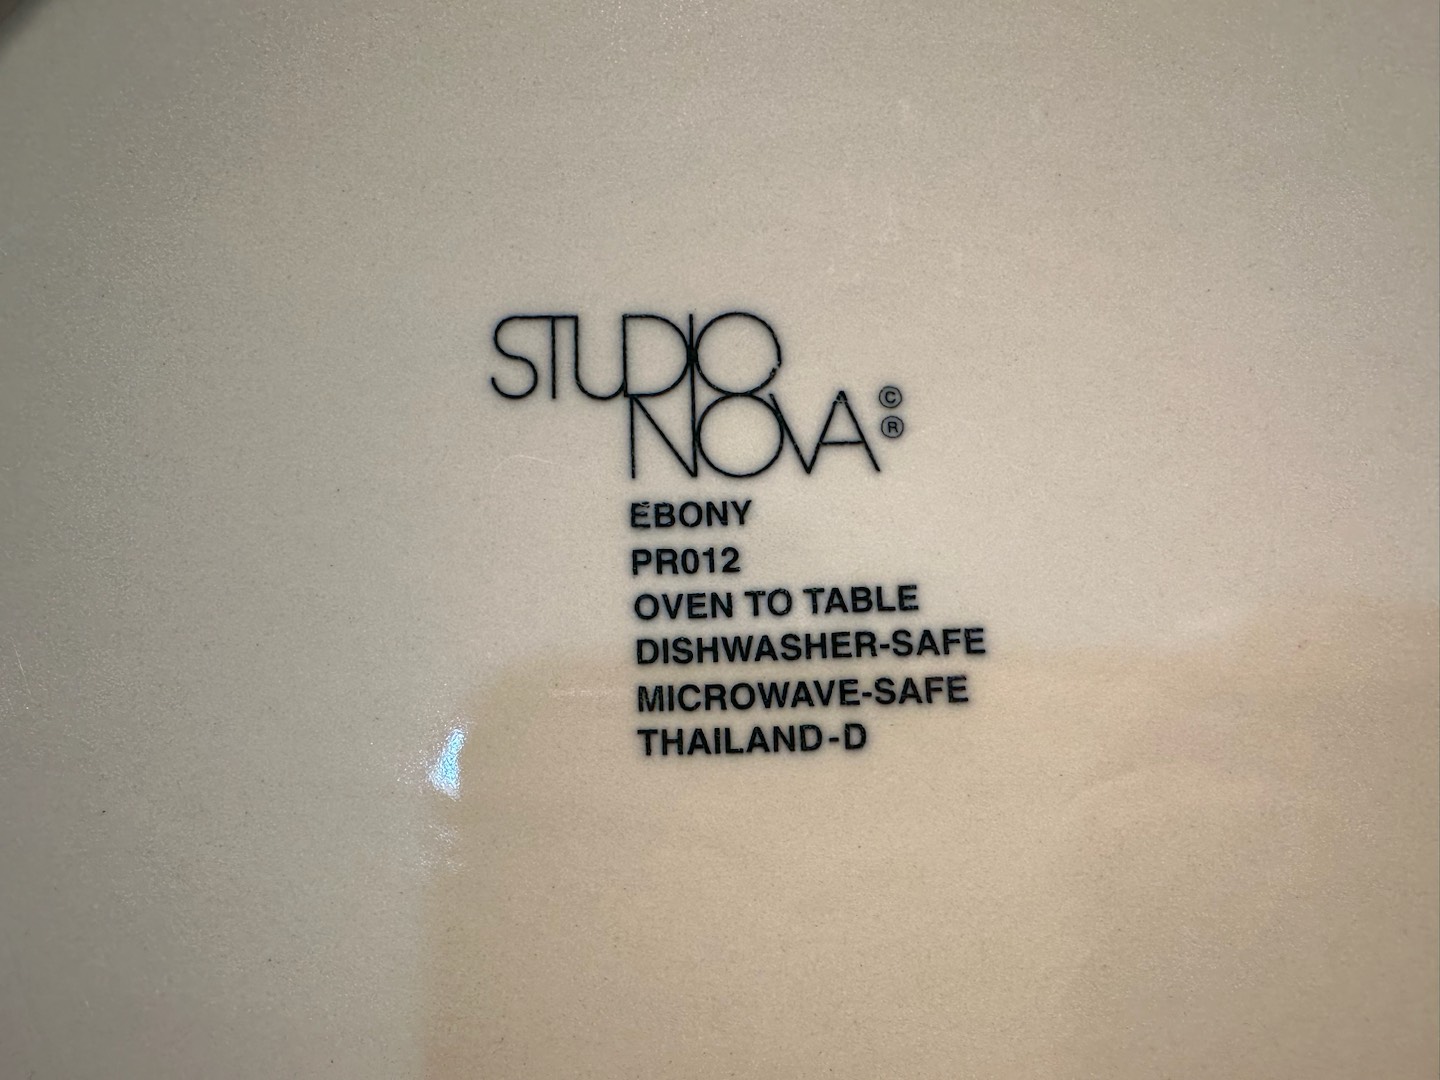 STUDIO
NOVA © ®
EBONY
PR012
OVEN TO TABLE
DISHWASHER-SAFE
MICROWAVE-SAFE
THAILAND-D